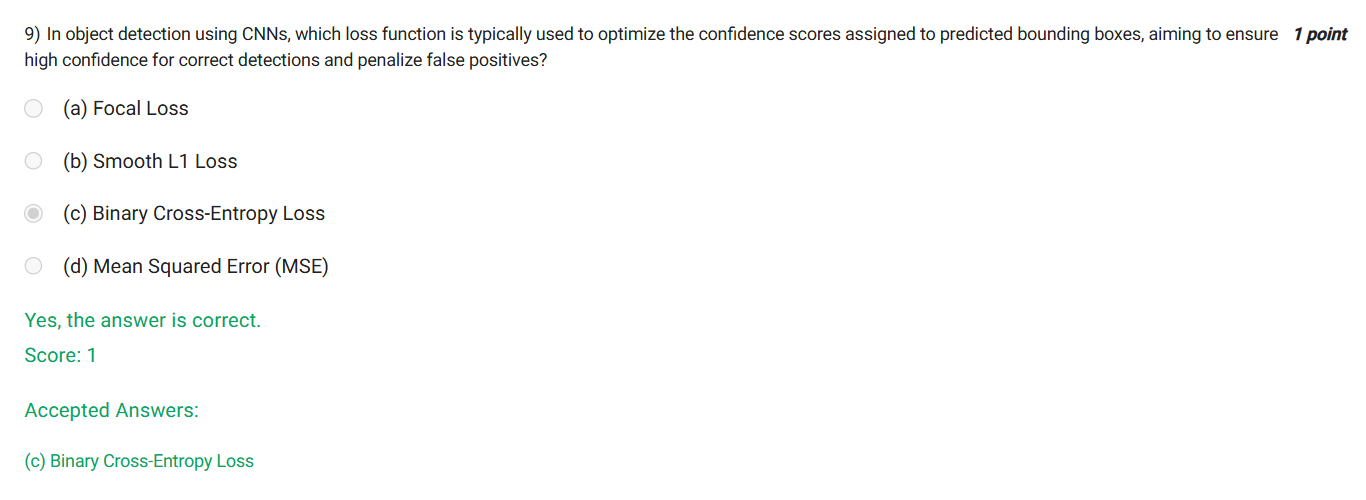 9) In object detection using CNNs, which loss function is typically used to optimize the confidence scores assigned to predicted bounding boxes, aiming to ensure 1 point
high confidence for correct detections and penalize false positives?
(a) Focal Loss
(b) Smooth L1 Loss
(c) Binary Cross-Entropy Loss
(d) Mean Squared Error (MSE)
Yes, the answer is correct.
Score: 1
Accepted Answers:
(c) Binary Cross-Entropy Loss